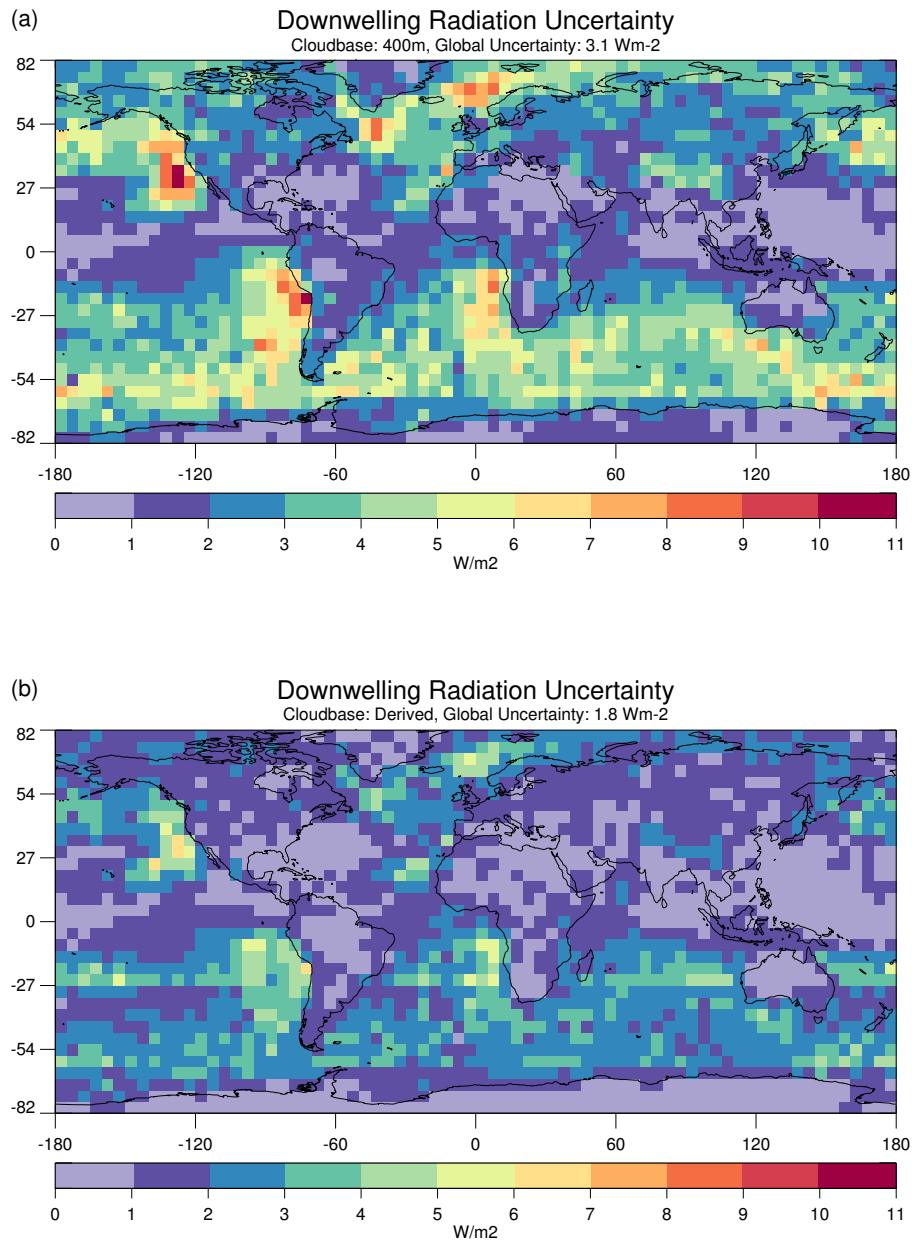 (a)
Downwelling Radiation Uncertainty
Cloudbase: 400m, Global Uncertainty: 3.1 Wm-2
82
54
27
0
-27
-54
-82
-180 -120 -60 0 60 120 180
0 1 2 3 4 5 6 7 8 9 10 11
W/m2
(b)
Downwelling Radiation Uncertainty
Cloudbase: Derived, Global Uncertainty: 1.8 Wm-2
82
54
27
0
-27
-54
-82
-180 -120 -60 0 60 120 180
0 1 2 3 4 5 6 7 8 9 10 11
W/m2